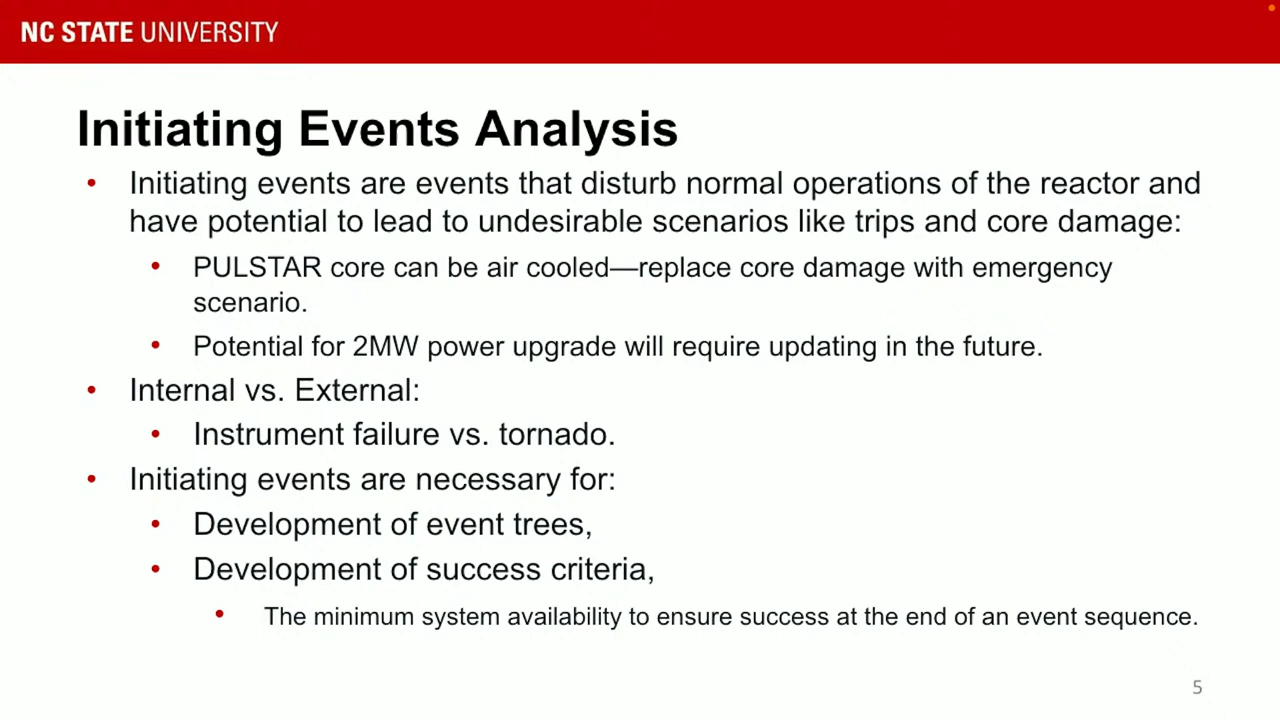 NC STATE UNIVERSITY
Initiating Events Analysis
• Initiating events are events that disturb normal operations of the reactor and
have potential to lead to undesirable scenarios like trips and core damage:
• PULSTAR core can be air cooled—replace core damage with emergency
scenario.
• Potential for 2MW power upgrade will require updating in the future.
• Internal vs. External:
• Instrument failure vs. tornado.
• Initiating events are necessary for:
• Development of event trees,
• Development of success criteria,
• The minimum system availability to ensure success at the end of an event sequence.
5